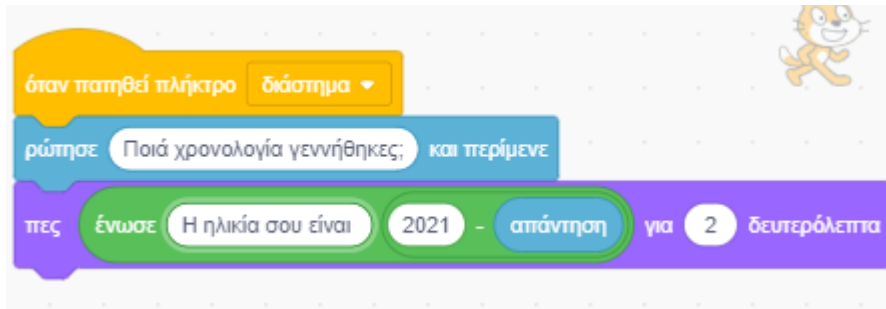 όταν πατηθεί πλήκτρο διάστημα
ρώτησε Ποιά χρονολογία γεννήθηκες; και περίμενε
πες ένωσε Η ηλικία σου είναι 2021 - απάντηση για 2 δευτερόλεπτα